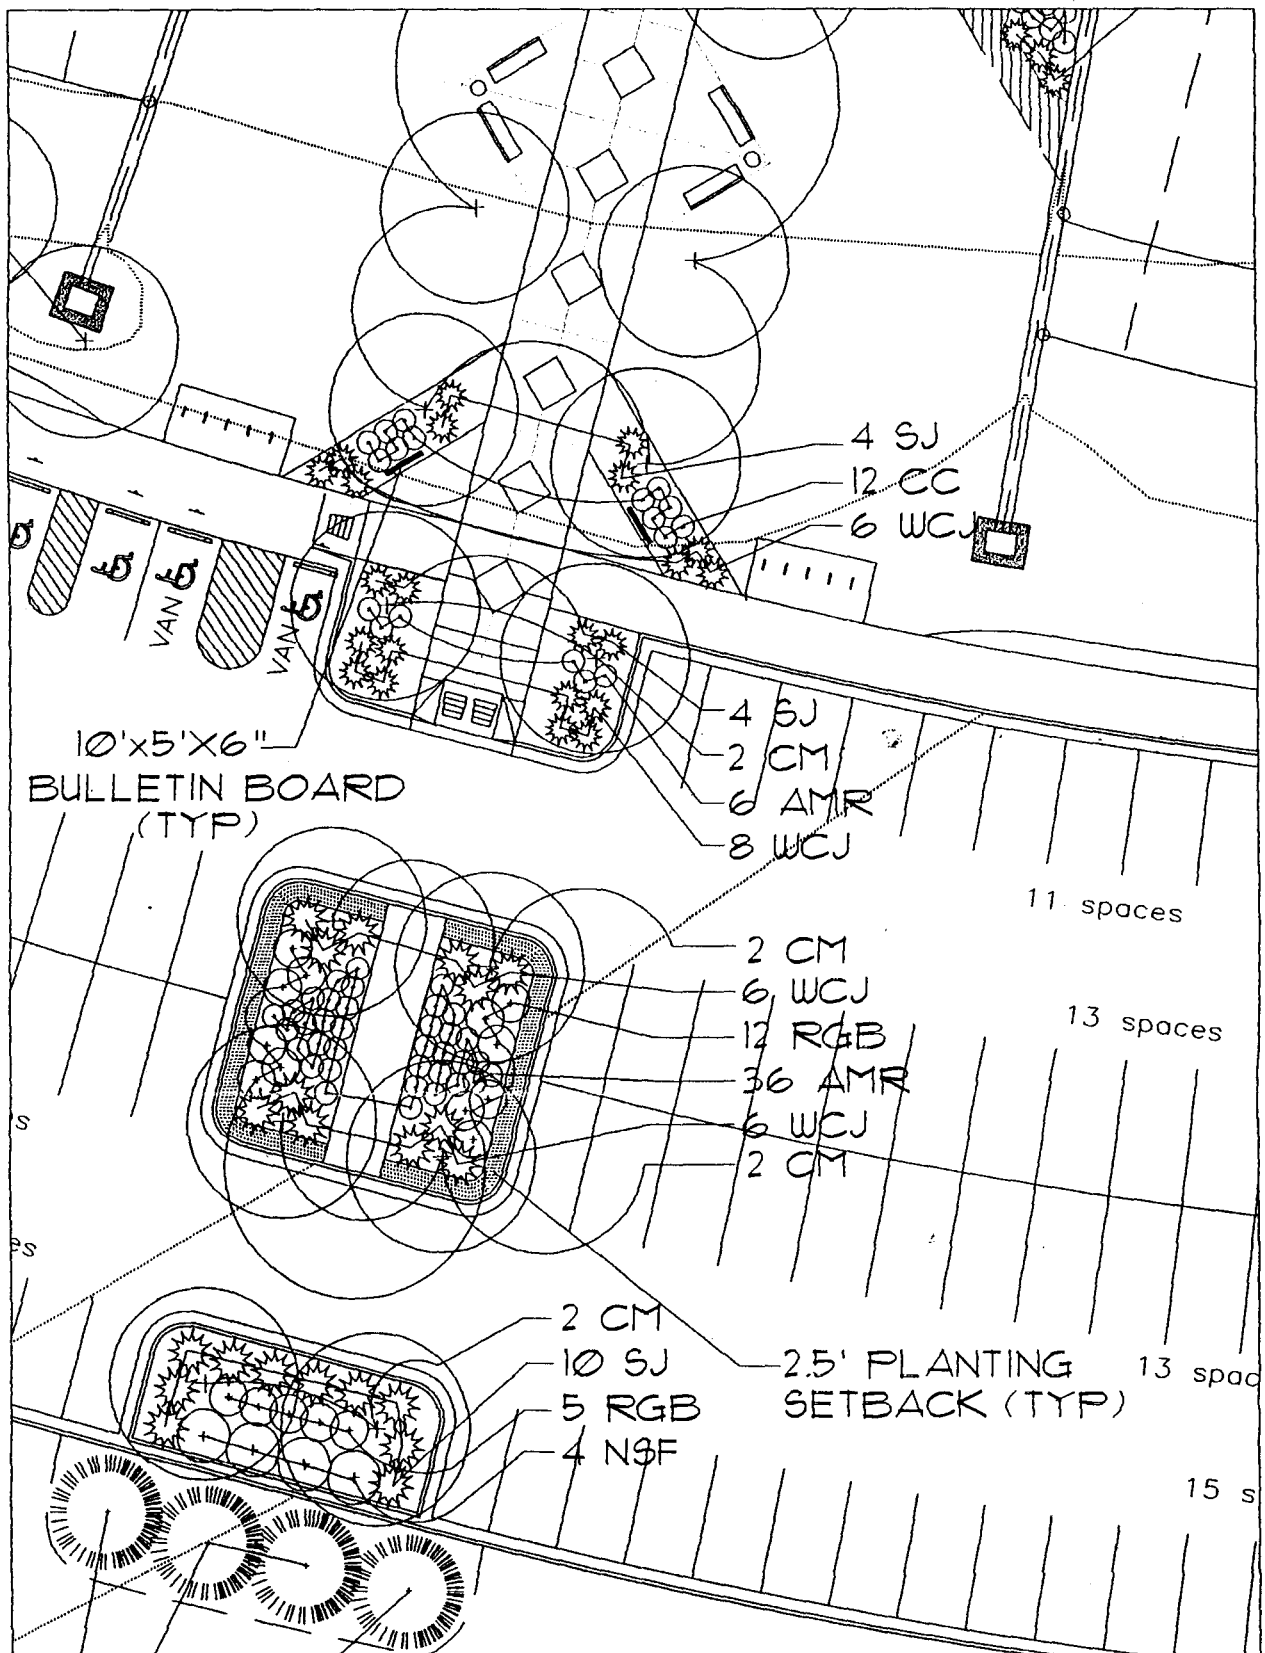 4 SJ
12 CC
6 WCJ
VAN
VAN
10'x5'x6"
BULLETIN BOARD
(TYP)
4 SJ
2 CM
6 AMR
8 WCJ
11 spaces
2 CM
6 WCJ
12 RGB
36 AMR
6 WCJ
2 CM
13 spaces
s
es
2 CM
10 SJ
5 RGB
4 NSF
2.5' PLANTING
SETBACK (TYP)
13 spac
15 s